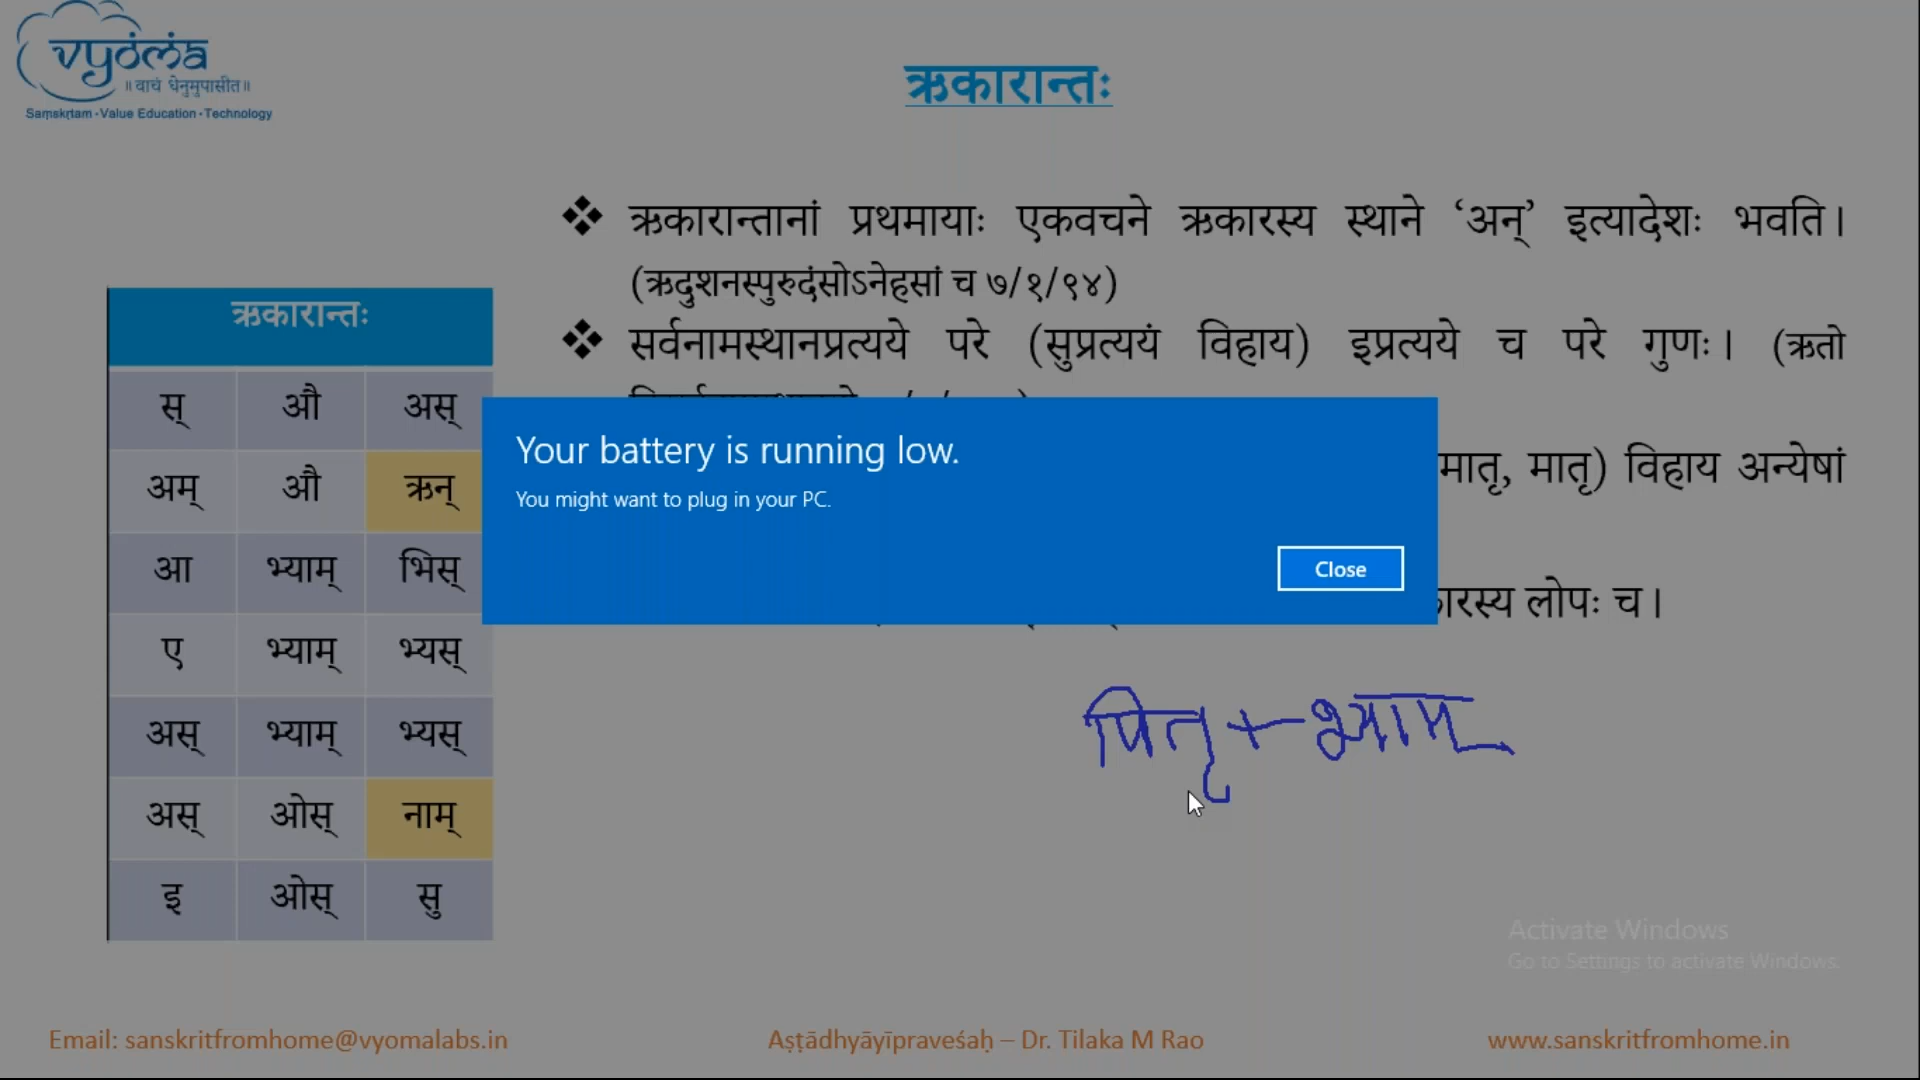 vyoma
॥वाचं धेनुमुपासीत॥
Saṃskṛtam - Value Education - Technology
ऋकारान्तः
❖ ऋकारान्तानां प्रथमायाः एकवचने ऋकारस्य स्थाने ‘अन्’ इत्यादेशः भवति।
(ऋदुशनस्पुरुदंसोऽनेहसां च ७/१/९४)
❖ सर्वनामस्थानप्रत्यये परे (सुप्रत्ययं विहाय) इप्रत्यये च परे गुणः। (ऋतो
मातृ, मातृ) विहाय अन्येषां
लोपः च।
ऋकारान्तः
स् औ अस्
अम् औ ऋन्
आ भ्याम् भिस्
ए भ्याम् भ्यस्
अस् भ्याम् भ्यस्
अस् ओस् नाम्
इ ओस् सु
Your battery is running low.
You might want to plug in your PC.
Close
पितृ + भ्याम्
Activate Windows
Go to Settings to activate Windows.
Email: sanskritfromhome@vyomalabs.in
Aṣṭādhyāyīpraveśaḥ – Dr. Tilaka M Rao
www.sanskritfromhome.in